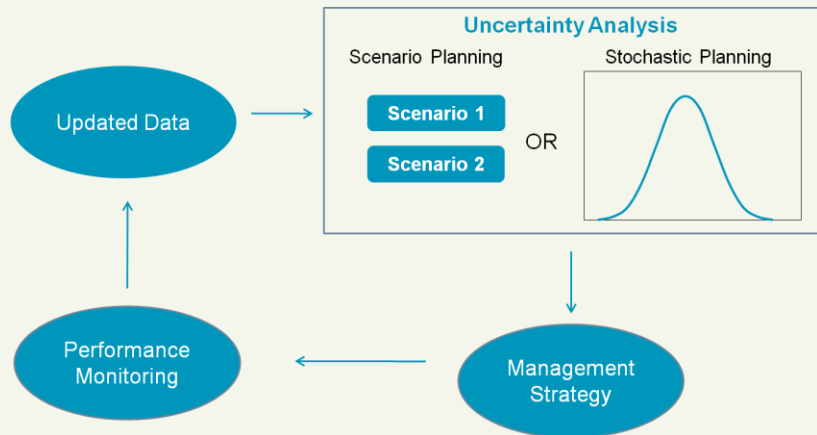 Uncertainty Analysis
Scenario Planning
Stochastic Planning
Updated Data
Scenario 1
OR
Scenario 2
Performance
Monitoring
Management
Strategy